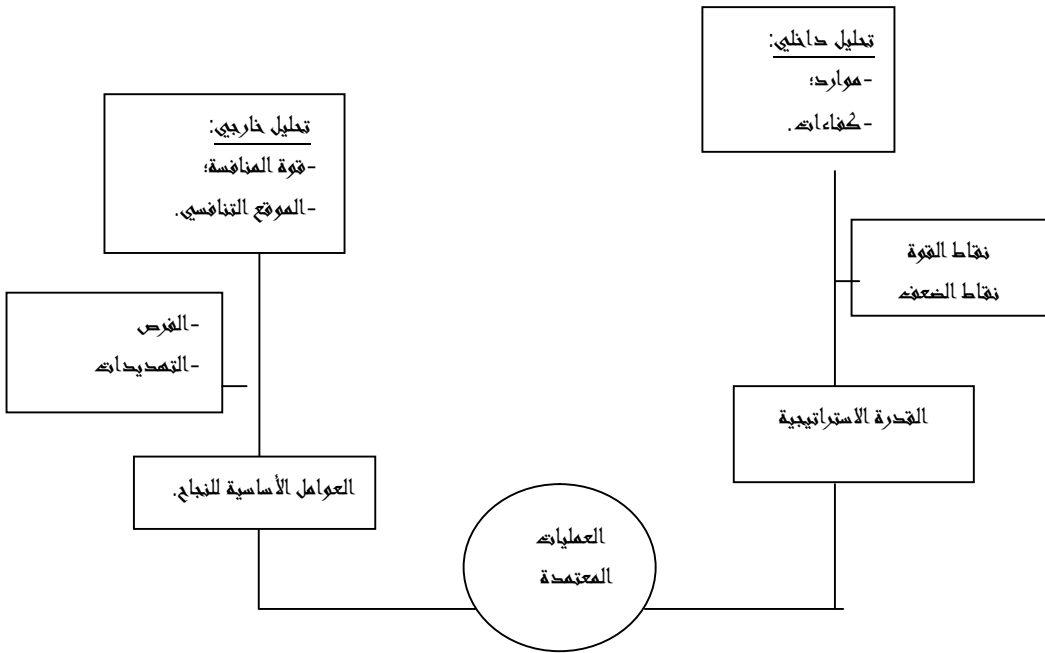 تحليل داخلي:
-موارد؛
-كفاءات.
تحليل خارجي:
-قوة المنافسة؛
-الموقع التنافسي.
نقاط القوة
نقاط الضعف
-الفرص
-التهديدات
القدرة الاستراتيجية
العوامل الأساسية للنجاح.
العمليات
المعتمدة